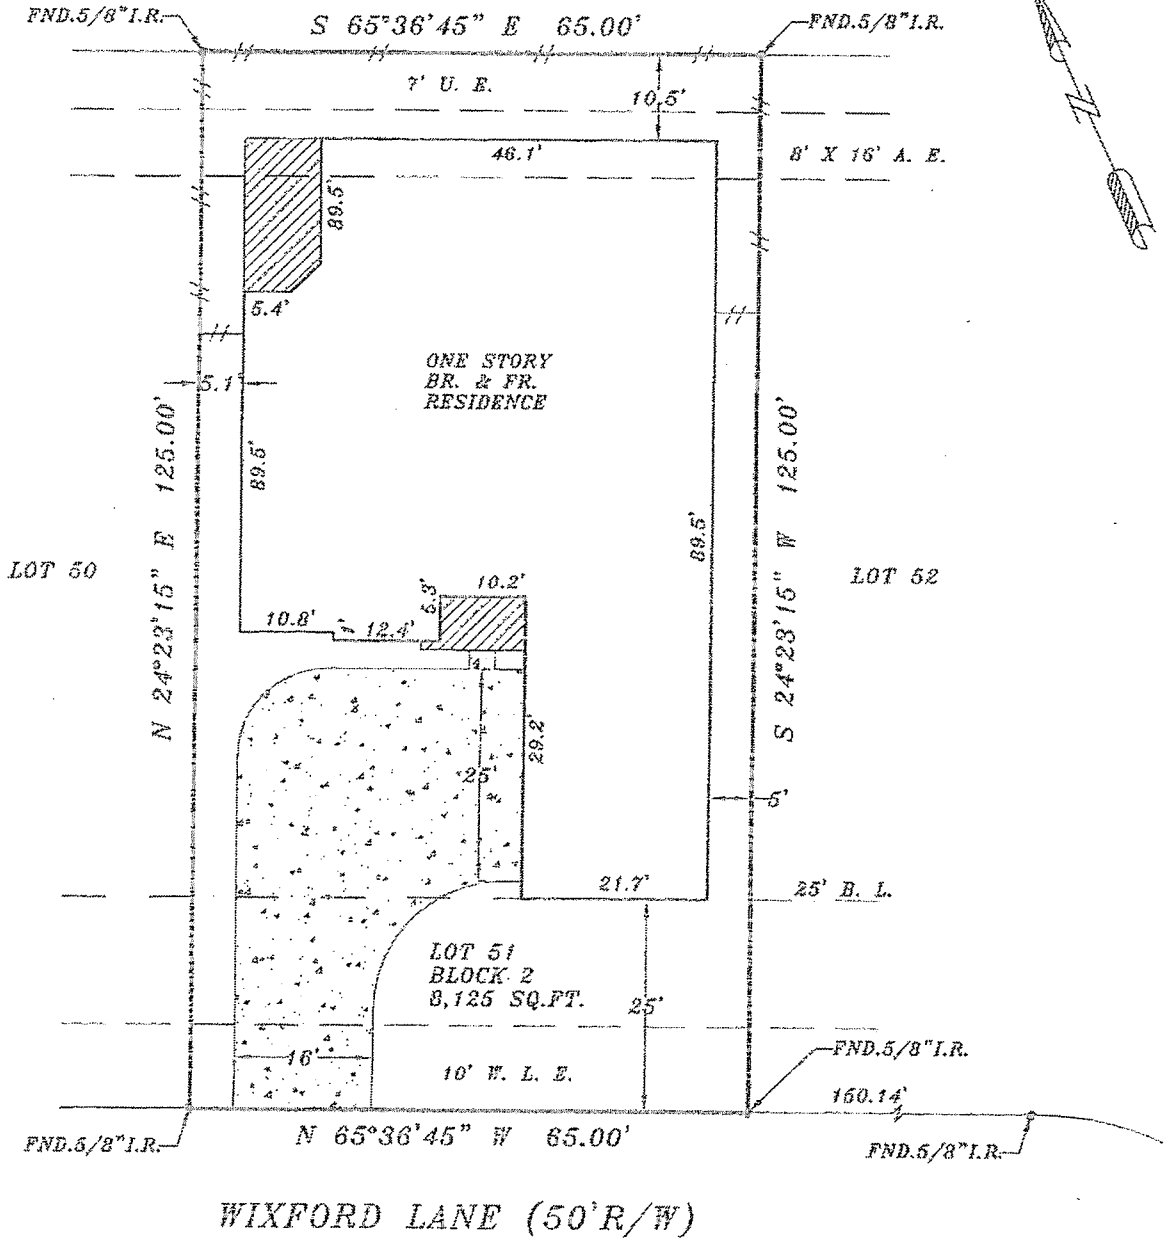 FND.5/8"I.R.
S 65°36'45" E 65.00'
FND.5/8"I.R.
7' U. E.
10.5'
46.1'
8' X 16' A. E.
89.5'
5.4'
ONE STORY
BR. & FR.
RESIDENCE
5.1'
N 24°23'15" E 125.00'
89.5'
89.5'
S 24°23'15" W 125.00'
LOT 50
LOT 52
10.2'
5.3'
10.8'
1'
12.4'
4'
29.2'
25'
5'
21.7'
25' B. L.
LOT 51
BLOCK 2
8,125 SQ.FT.
25'
16'
10' W. L. E.
FND.5/8"I.R.
160.14'
FND.5/8"I.R.
N 65°36'45" W 65.00'
FND.5/8"I.R.
WIXFORD LANE (50'R/W)